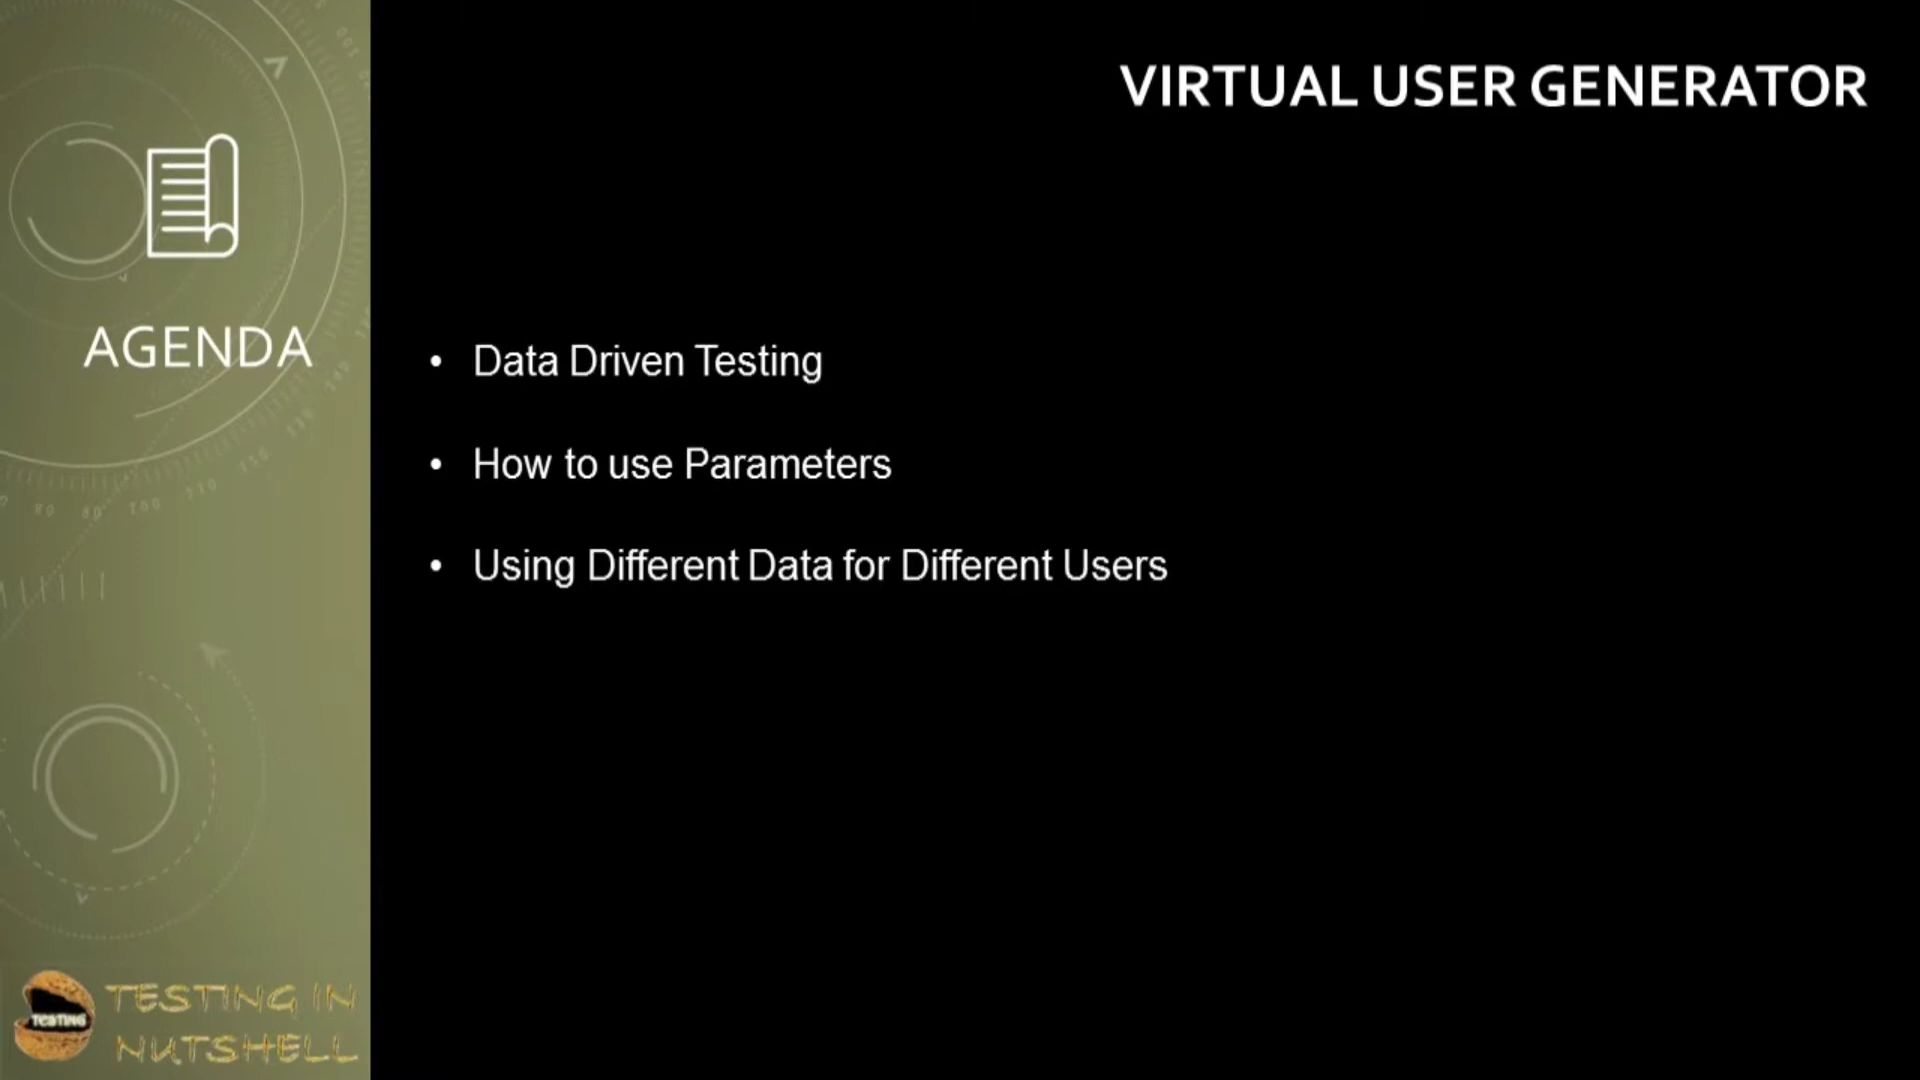 VIRTUAL USER GENERATOR
AGENDA
• Data Driven Testing
• How to use Parameters
• Using Different Data for Different Users
TESTING
TESTING IN
NUTSHELL